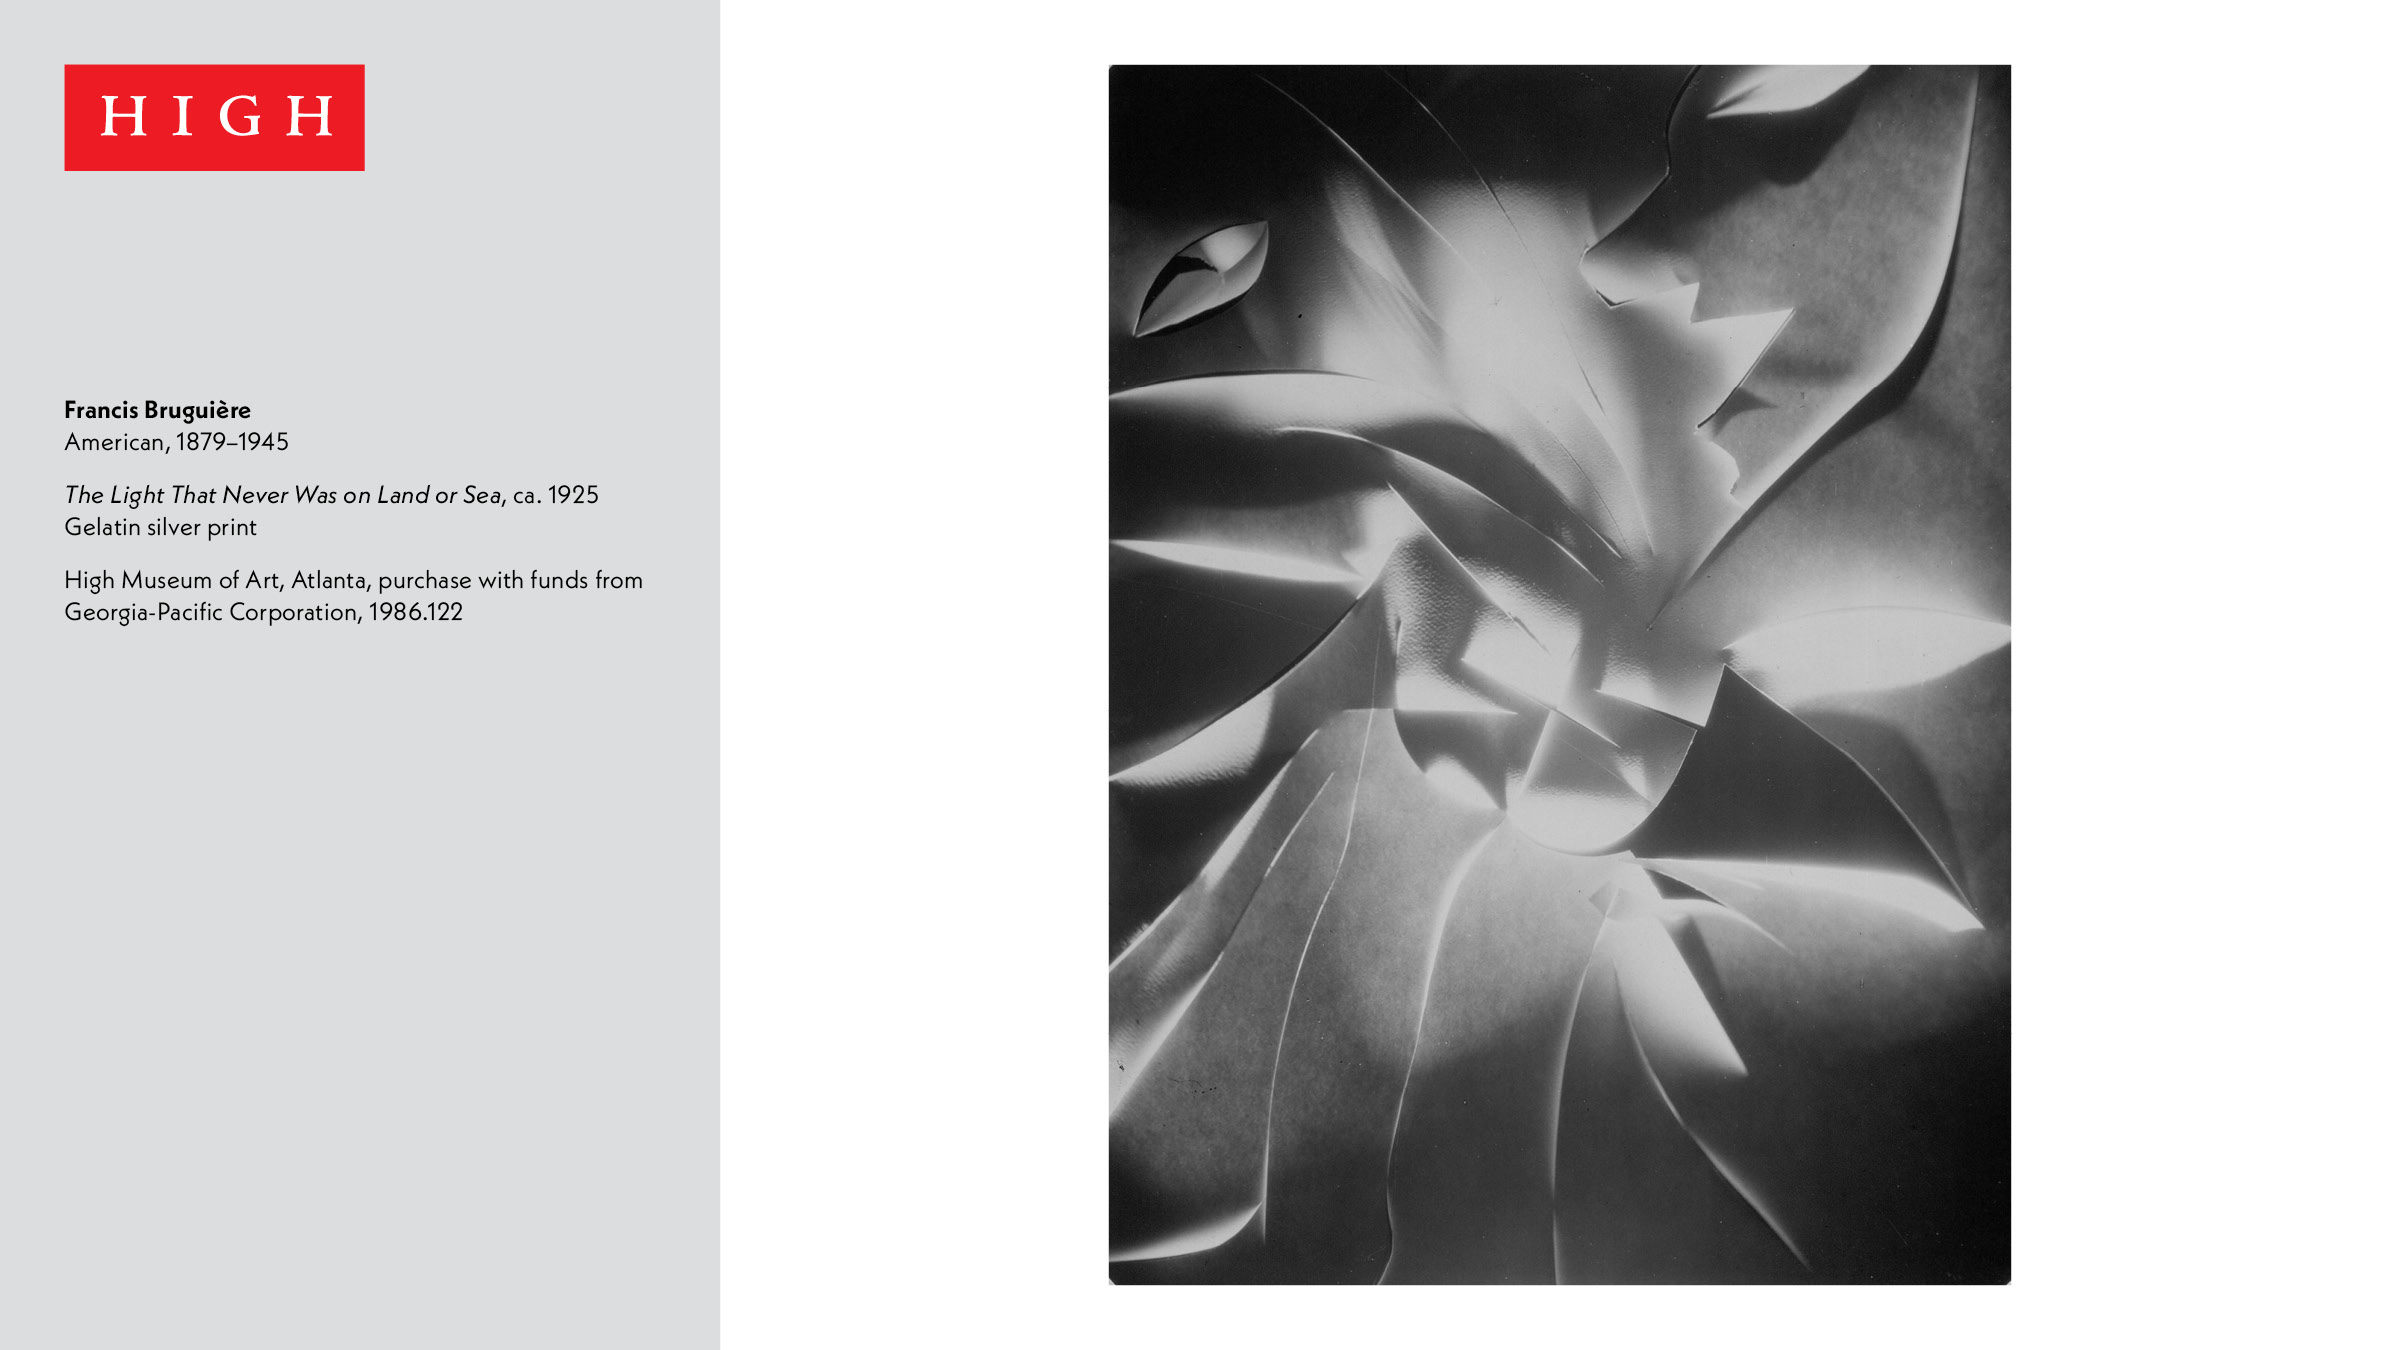 HIGH
Francis Bruguière
American, 1879–1945
The Light That Never Was on Land or Sea, ca. 1925
Gelatin silver print
High Museum of Art, Atlanta, purchase with funds from
Georgia-Pacific Corporation, 1986.122